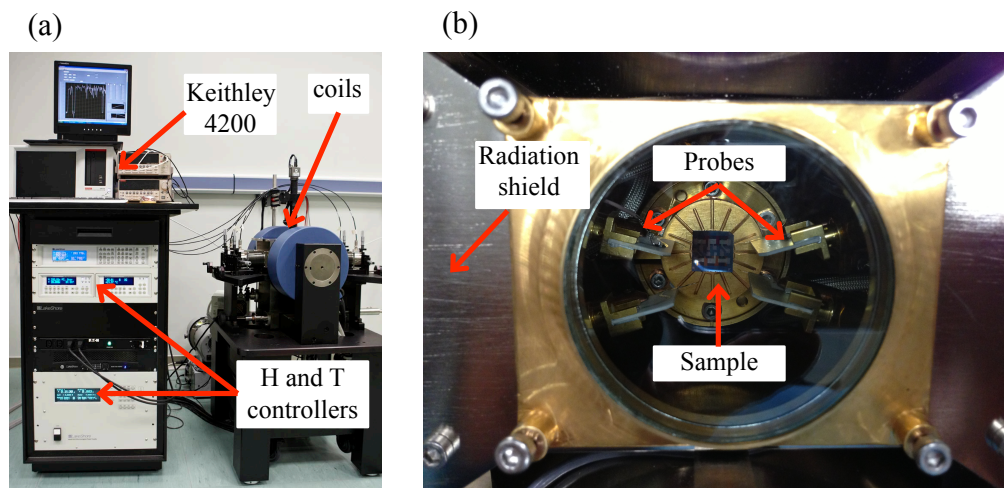 (a)
(b)
Keithley
4200
coils
H and T
controllers
Radiation
shield
Probes
Sample